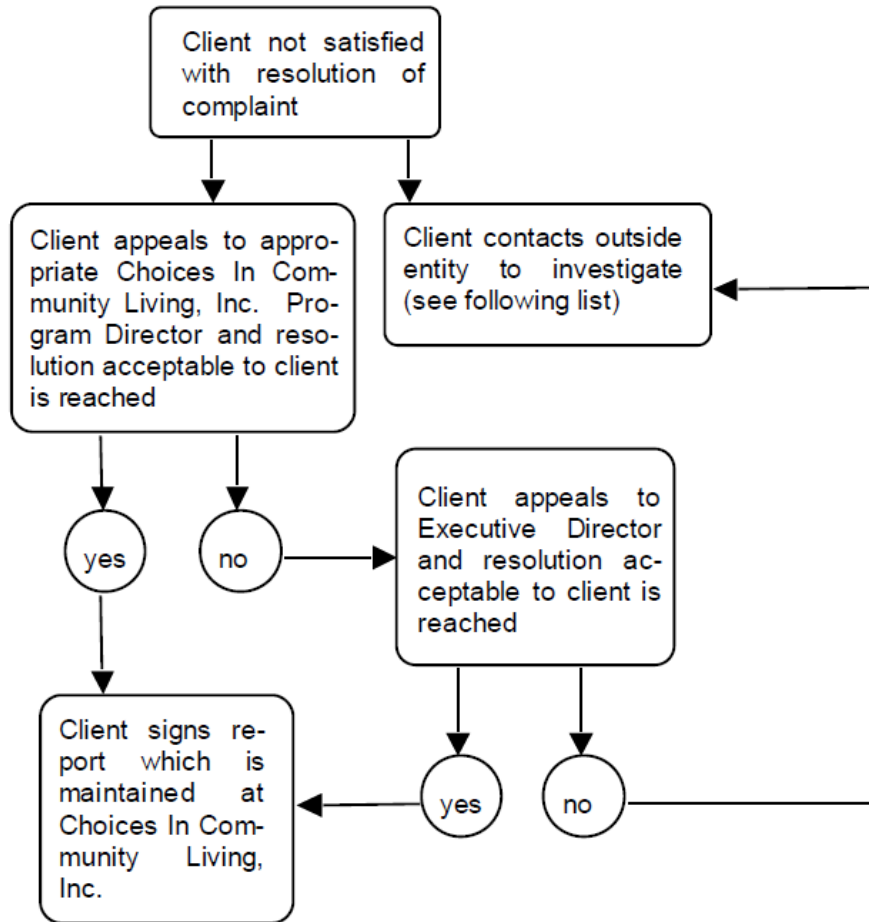 Client not satisfied
with resolution of
complaint
Client appeals to appro-
priate Choices In Com-
munity Living, Inc. Pro-
gram Director and reso-
lution acceptable to client
is reached
Client contacts outside
entity to investigate
(see following list)
yes
no
Client appeals to
Executive Director
and resolution ac-
ceptable to client is
reached
Client signs re-
port which is
maintained at
Choices In Com-
munity Living,
Inc.
yes
no